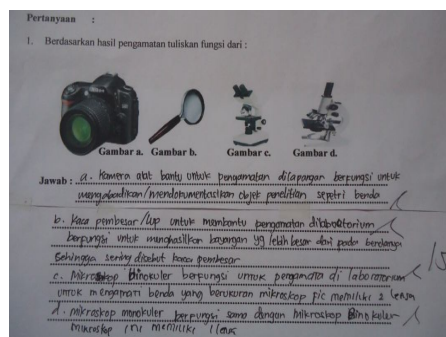 Pertanyaan :
1. Berdasarkan hasil pengamatan tuliskan fungsi dari :
Gambar a. Gambar b. Gambar c. Gambar d.
Jawab : a. Kamera alat bantu untuk pengamatan dilapangan berfungsi untuk
mengabadikan/mendokumentasikan objek penelitian sepetri benda
b. Kaca pembesar/lup untuk membantu pengamatan dilaboratorium
berfungsi untuk menghasilkan bayangan yg lebih besar dari pada bendanya
sehingga sering disebut kaca pembesar
c. Mikroskop Binokuler berfungsi untuk pengamata di laboratorium
untuk mengamati benda yang berukuran mikroskop memiliki 2 lensa
d. mikroskop monokuler berfungsi sama dengan mikroskop Binokuler
mikroskop ini memiliki 1 lensa